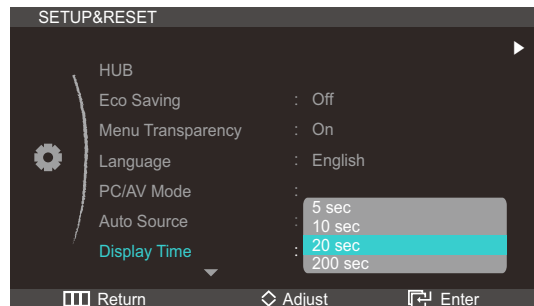 SETUP&RESET
HUB
Eco Saving : Off
Menu Transparency : On
Language : English
PC/AV Mode :
Auto Source :
Display Time :
5 sec
10 sec
20 sec
200 sec
Return Adjust Enter